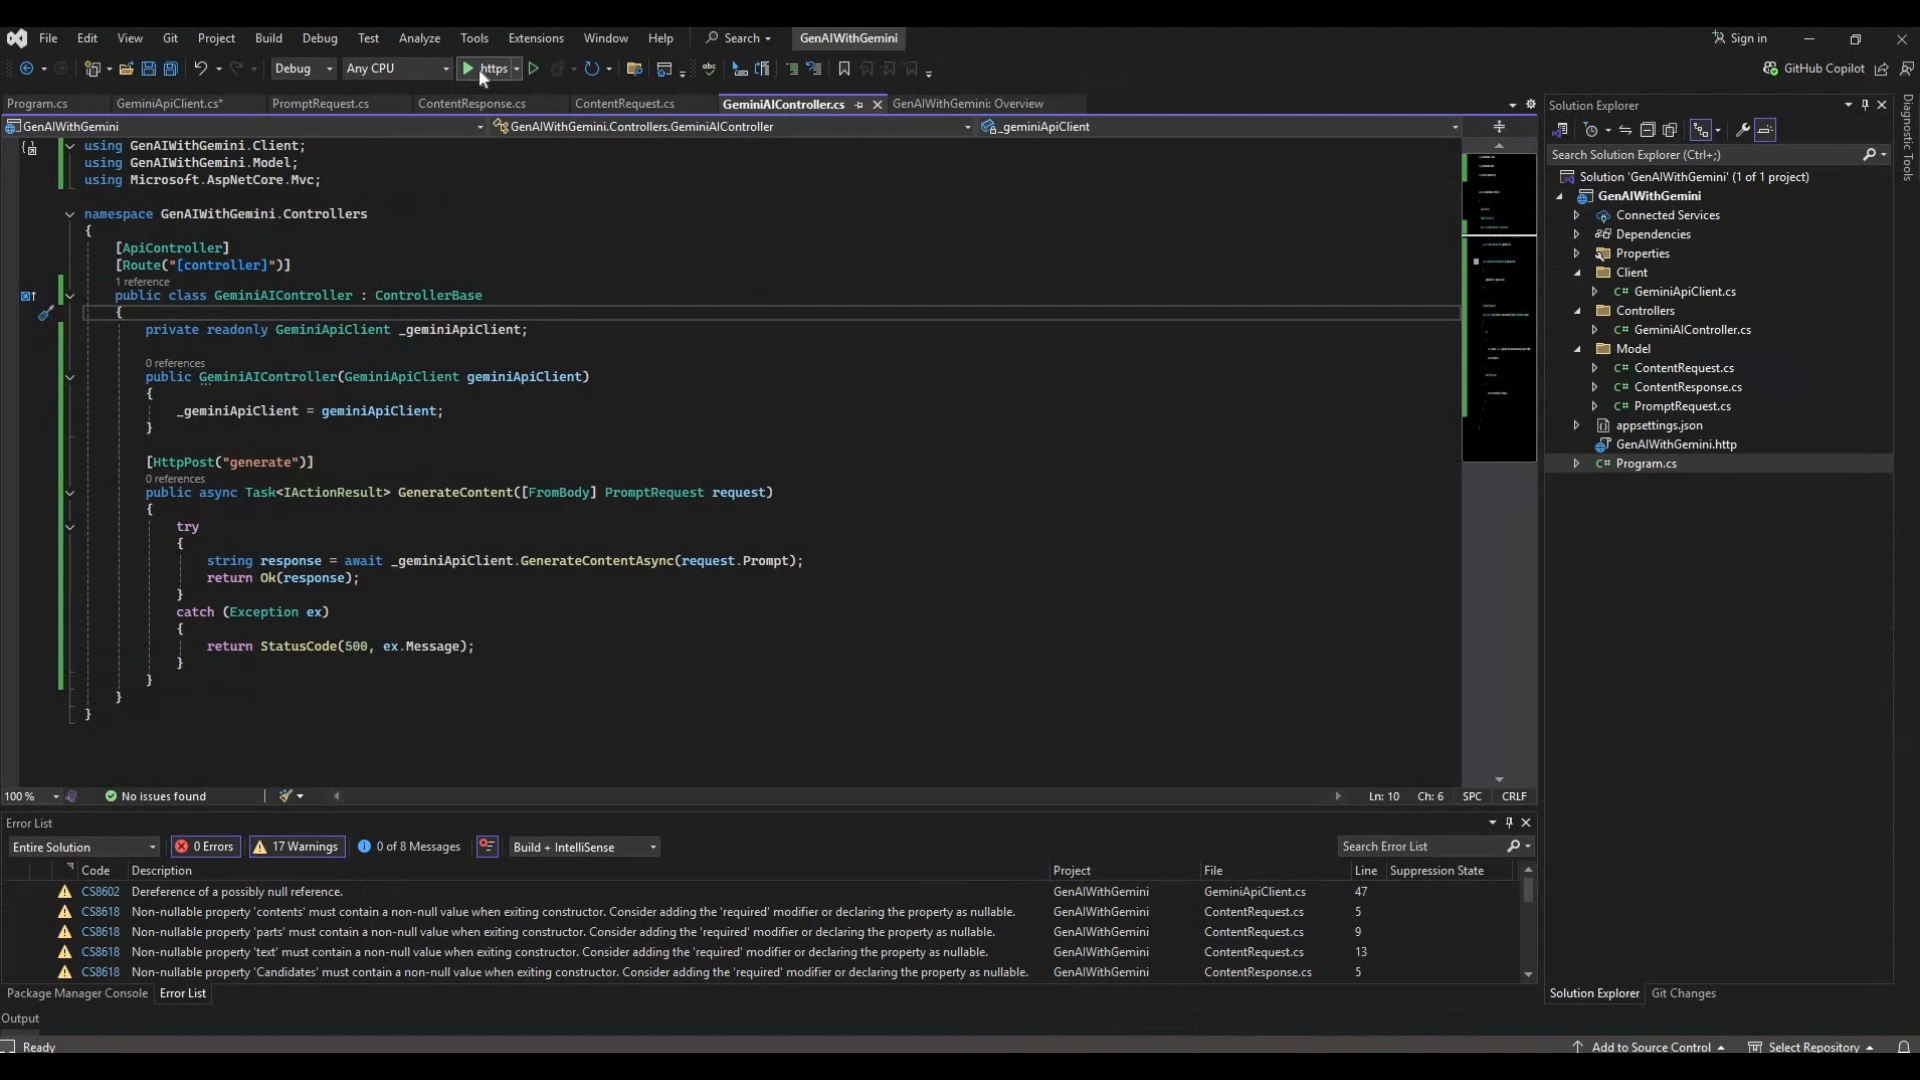 File Edit View Git Project Build Debug Test Analyze Tools Extensions Window Help Search GenAIWithGemini Sign in
Debug Any CPU https GitHub Copilot
Program.cs GeminiApiClient.cs* PromptRequest.cs ContentResponse.cs ContentRequest.cs GeminiAIController.cs GenAIWithGemini: Overview
GenAIWithGemini GenAIWithGemini.Controllers.GeminiAIController _geminiApiClient
using GenAIWithGemini.Client;
using GenAIWithGemini.Model;
using Microsoft.AspNetCore.Mvc;
namespace GenAIWithGemini.Controllers
{
[ApiController]
[Route("[controller]")]
1 reference
public class GeminiAIController : ControllerBase
{
private readonly GeminiApiClient _geminiApiClient;
0 references
public GeminiAIController(GeminiApiClient geminiApiClient)
{
_geminiApiClient = geminiApiClient;
}
[HttpPost("generate")]
0 references
public async Task<IActionResult> GenerateContent([FromBody] PromptRequest request)
{
try
{
string response = await _geminiApiClient.GenerateContentAsync(request.Prompt);
return Ok(response);
}
catch (Exception ex)
{
return StatusCode(500, ex.Message);
}
}
}
}
100 % No issues found Ln: 10 Ch: 6 SPC CRLF
Error List
Entire Solution 0 Errors 17 Warnings 0 of 8 Messages Build + IntelliSense Search Error List
Code Description Project File Line Suppression State
CS8602 Dereference of a possibly null reference. GenAIWithGemini GeminiApiClient.cs 47
CS8618 Non-nullable property 'contents' must contain a non-null value when exiting constructor. Consider adding the 'required' modifier or declaring the property as nullable. GenAIWithGemini ContentRequest.cs 5
CS8618 Non-nullable property 'parts' must contain a non-null value when exiting constructor. Consider adding the 'required' modifier or declaring the property as nullable. GenAIWithGemini ContentRequest.cs 9
CS8618 Non-nullable property 'text' must contain a non-null value when exiting constructor. Consider adding the 'required' modifier or declaring the property as nullable. GenAIWithGemini ContentRequest.cs 13
CS8618 Non-nullable property 'Candidates' must contain a non-null value when exiting constructor. Consider adding the 'required' modifier or declaring the property as nullable. GenAIWithGemini ContentResponse.cs 5
Package Manager Console Error List
Output
Ready
Solution Explorer
Search Solution Explorer (Ctrl+;)
Solution 'GenAIWithGemini' (1 of 1 project)
GenAIWithGemini
Connected Services
Dependencies
Properties
Client
C# GeminiApiClient.cs
Controllers
C# GeminiAIController.cs
Model
C# ContentRequest.cs
C# ContentResponse.cs
C# PromptRequest.cs
appsettings.json
GenAIWithGemini.http
C# Program.cs
Solution Explorer Git Changes
Add to Source Control Select Repository
Diagnostic Tools